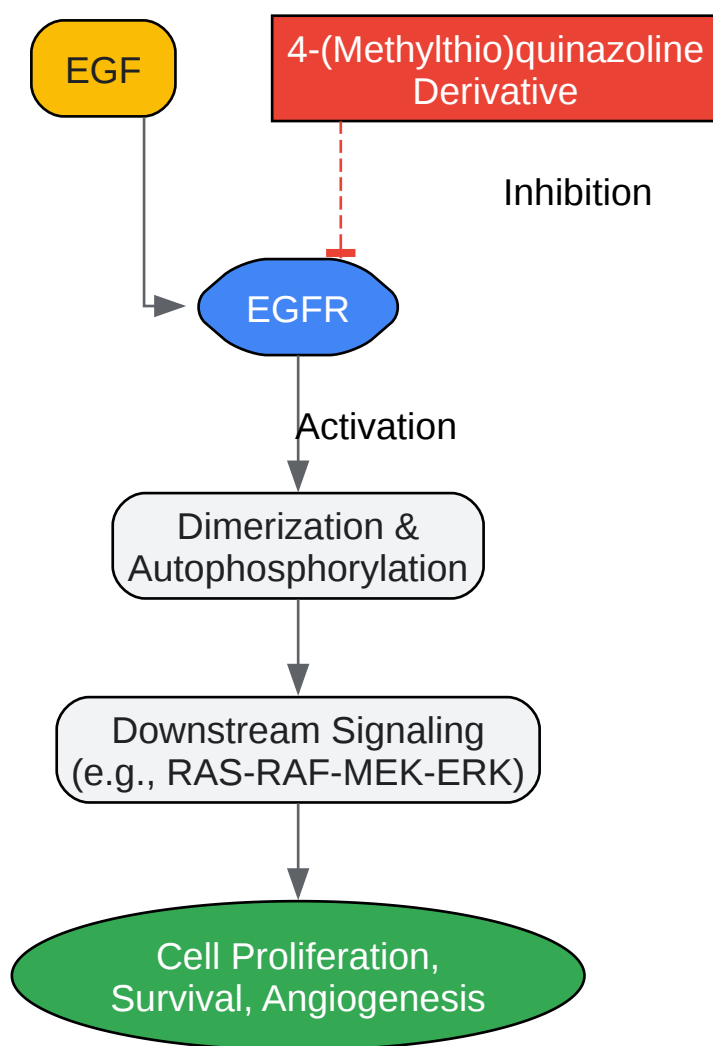 EGF
4-(Methylthio)quinazoline
Derivative
Inhibition
EGFR
Activation
Dimerization &
Autophosphorylation
Downstream Signaling
(e.g., RAS-RAF-MEK-ERK)
Cell Proliferation,
Survival, Angiogenesis